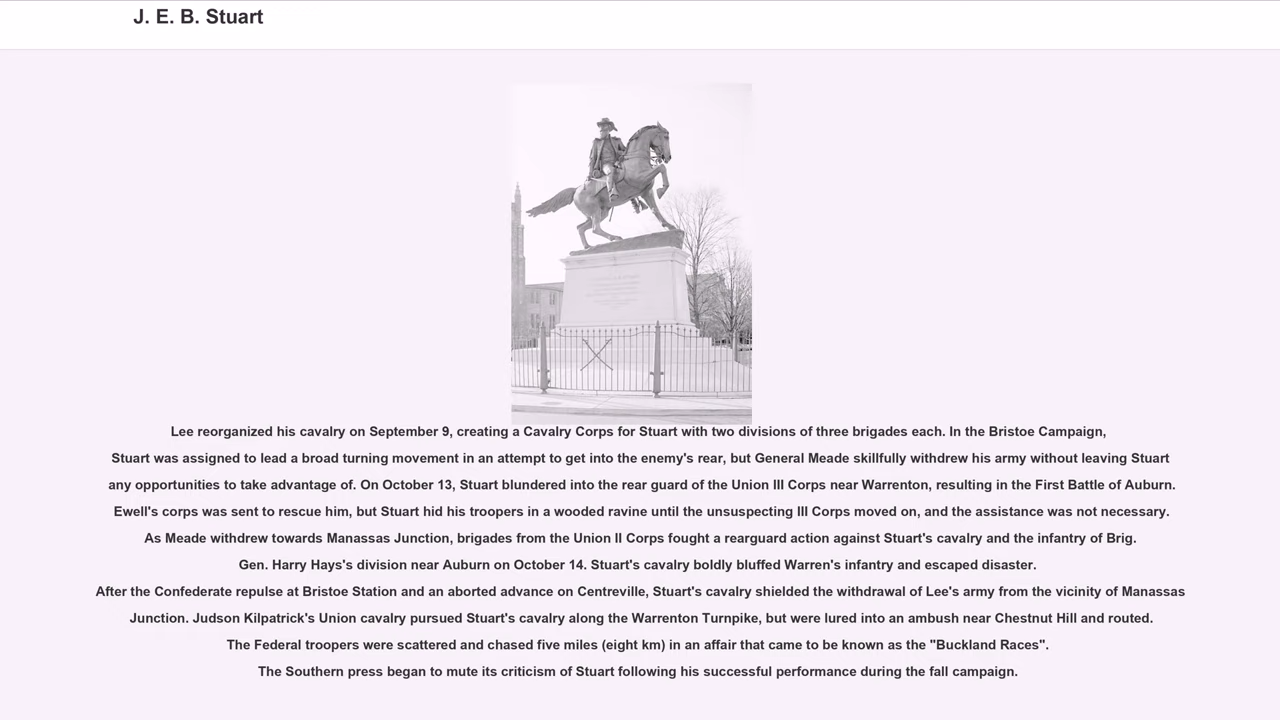 J. E. B. Stuart
Lee reorganized his cavalry on September 9, creating a Cavalry Corps for Stuart with two divisions of three brigades each. In the Bristoe Campaign,
Stuart was assigned to lead a broad turning movement in an attempt to get into the enemy's rear, but General Meade skillfully withdrew his army without leaving Stuart
any opportunities to take advantage of. On October 13, Stuart blundered into the rear guard of the Union III Corps near Warrenton, resulting in the First Battle of Auburn.
Ewell's corps was sent to rescue him, but Stuart hid his troopers in a wooded ravine until the unsuspecting III Corps moved on, and the assistance was not necessary.
As Meade withdrew towards Manassas Junction, brigades from the Union II Corps fought a rearguard action against Stuart's cavalry and the infantry of Brig.
Gen. Harry Hays's division near Auburn on October 14. Stuart's cavalry boldly bluffed Warren's infantry and escaped disaster.
After the Confederate repulse at Bristoe Station and an aborted advance on Centreville, Stuart's cavalry shielded the withdrawal of Lee's army from the vicinity of Manassas
Junction. Judson Kilpatrick's Union cavalry pursued Stuart's cavalry along the Warrenton Turnpike, but were lured into an ambush near Chestnut Hill and routed.
The Federal troopers were scattered and chased five miles (eight km) in an affair that came to be known as the "Buckland Races".
The Southern press began to mute its criticism of Stuart following his successful performance during the fall campaign.